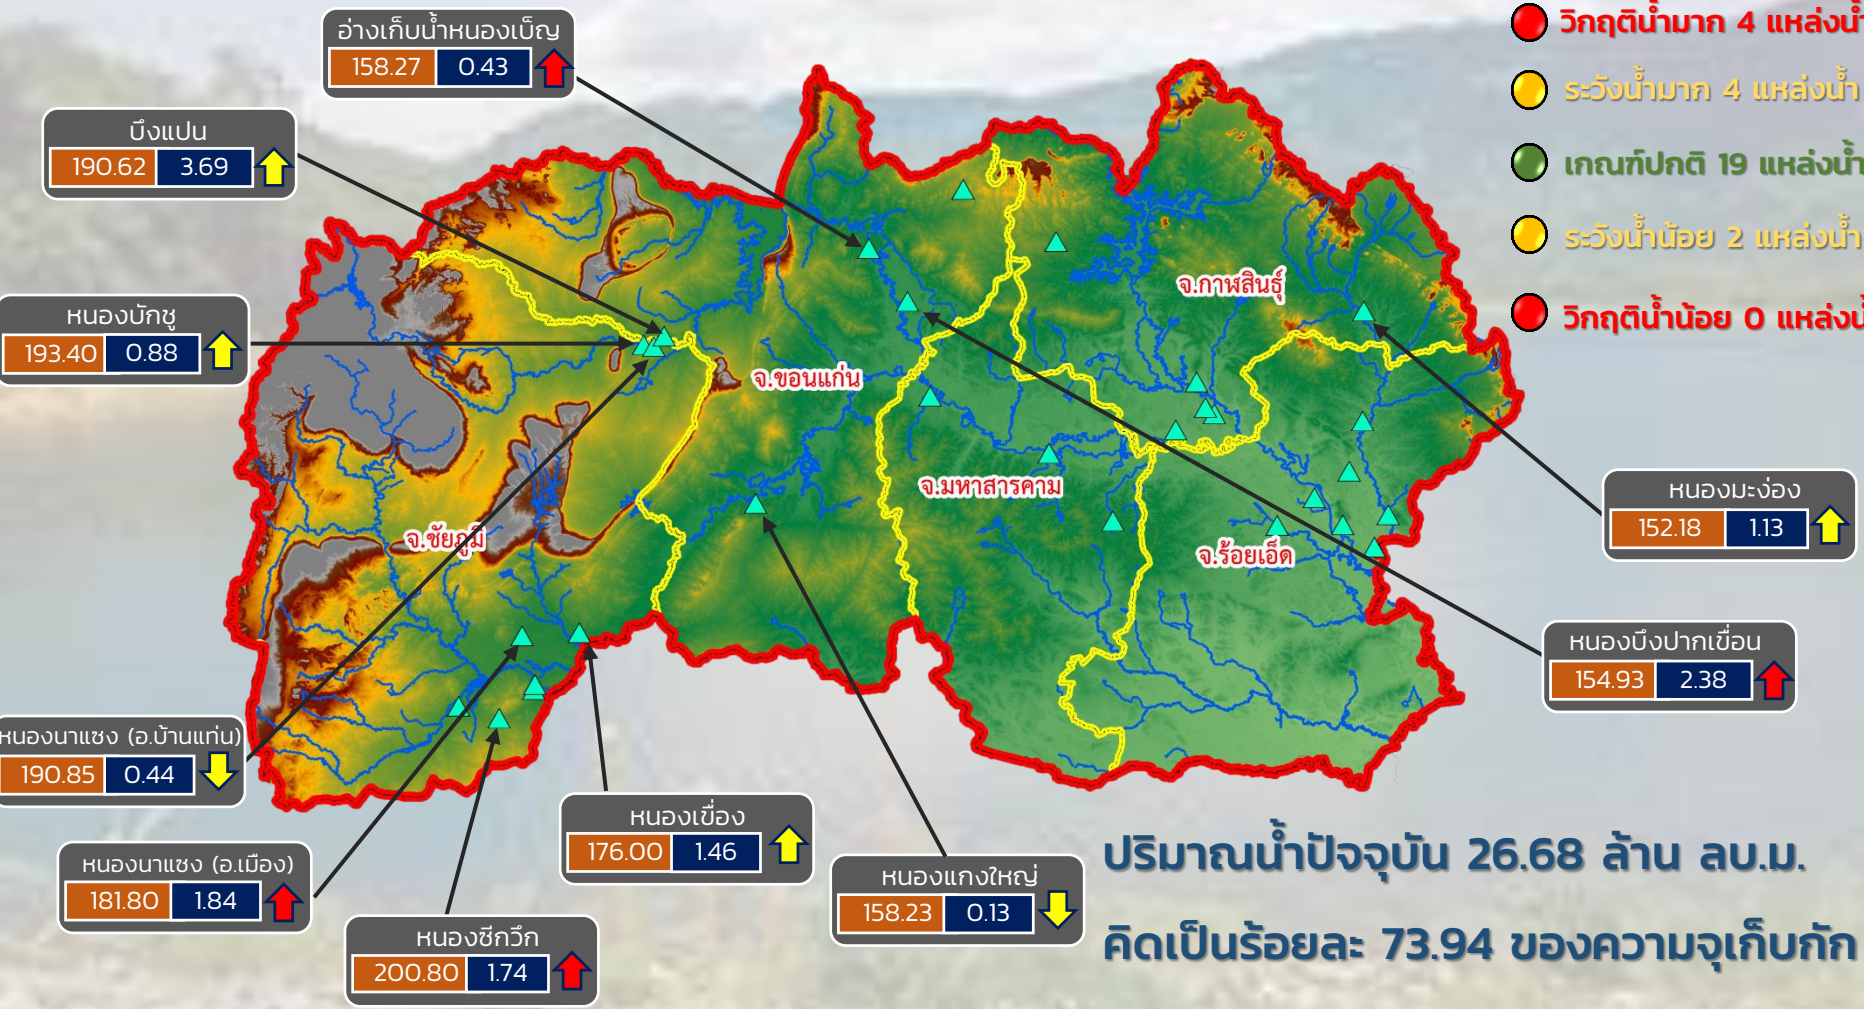 อ่างเก็บน้ำหนองเบ็ญ
158.27 0.43
วิกฤติน้ำมาก 4 แหล่งน้ำ
ระวังน้ำมาก 4 แหล่งน้ำ
บึงแปน
190.62 3.69
เกณฑ์ปกติ 19 แหล่งน้ำ
ระวังน้ำน้อย 2 แหล่งน้ำ
จ.กาฬสินธุ์
หนองบักชู
193.40 0.88
วิกฤติน้ำน้อย 0 แหล่งน้ำ
จ.ขอนแก่น
จ.มหาสารคาม
หนองมะง่อง
152.18 1.13
จ.ชัยภูมิ
จ.ร้อยเอ็ด
หนองบึงปากเขื่อน
154.93 2.38
หนองนาแซง (อ.บ้านแท่น)
190.85 0.44
หนองเขื่อง
176.00 1.46
หนองนาแซง (อ.เมือง)
181.80 1.84
หนองแกงใหญ่
158.23 0.13
หนองซีกวึก
200.80 1.74
ปริมาณน้ำปัจจุบัน 26.68 ล้าน ลบ.ม.
คิดเป็นร้อยละ 73.94 ของความจุเก็บกัก